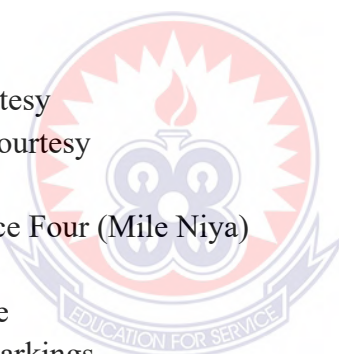 tesy
ourtesy
ce Four (Mile Niya)
e
EDUCATION FOR SERVICE
arkings